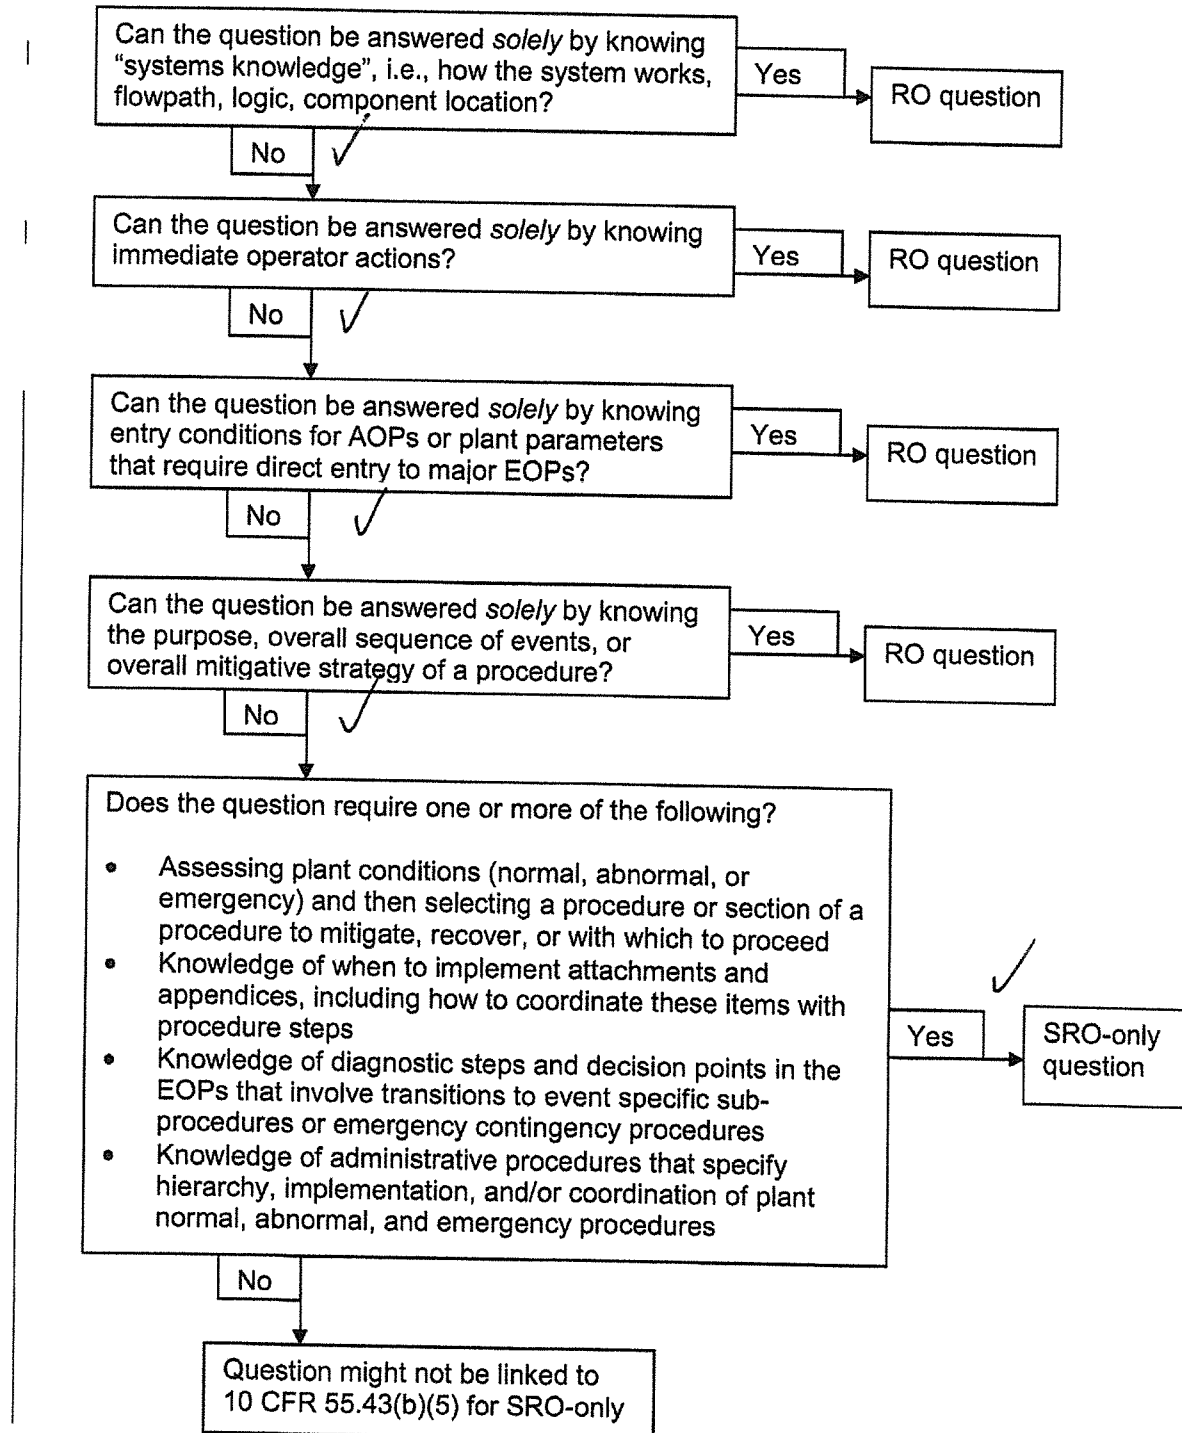 Can the question be answered solely by knowing
"systems knowledge", i.e., how the system works,
flowpath, logic, component location?
Yes
RO question
No
Can the question be answered solely by knowing
immediate operator actions?
Yes
RO question
No
Can the question be answered solely by knowing
entry conditions for AOPs or plant parameters
that require direct entry to major EOPs?
Yes
RO question
No
Can the question be answered solely by knowing
the purpose, overall sequence of events, or
overall mitigative strategy of a procedure?
Yes
RO question
No
Does the question require one or more of the following?
• Assessing plant conditions (normal, abnormal, or
emergency) and then selecting a procedure or section of a
procedure to mitigate, recover, or with which to proceed
• Knowledge of when to implement attachments and
appendices, including how to coordinate these items with
procedure steps
• Knowledge of diagnostic steps and decision points in the
EOPs that involve transitions to event specific sub-
procedures or emergency contingency procedures
• Knowledge of administrative procedures that specify
hierarchy, implementation, and/or coordination of plant
normal, abnormal, and emergency procedures
Yes
SRO-only
question
No
Question might not be linked to
10 CFR 55.43(b)(5) for SRO-only